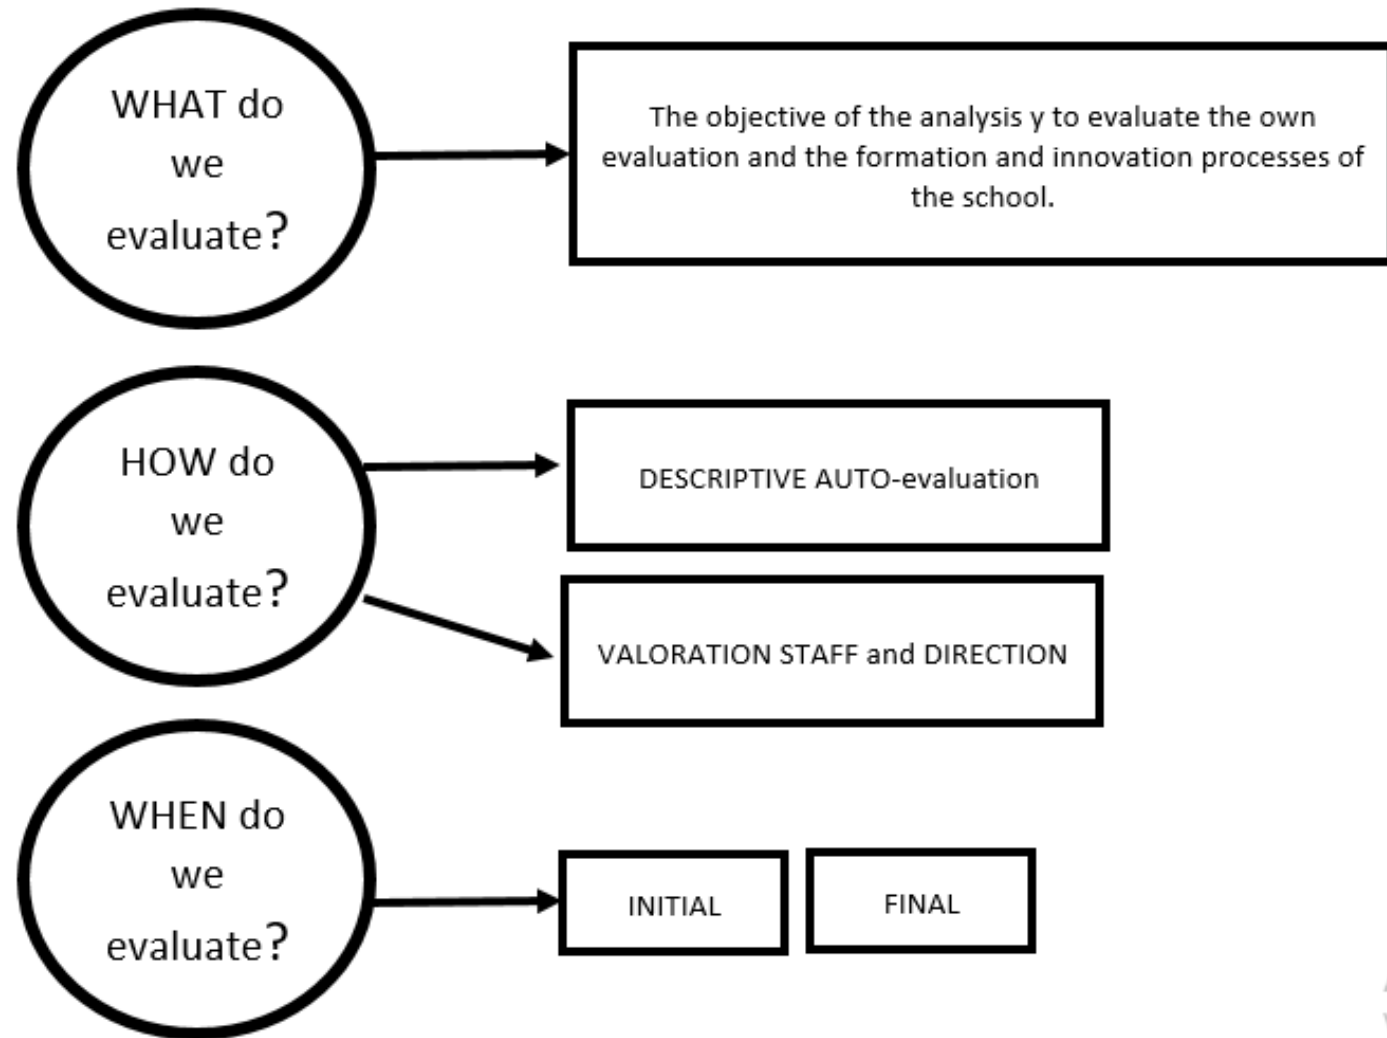 WHAT do
we
evaluate?
The objective of the analysis y to evaluate the own
evaluation and the formation and innovation processes of
the school.
HOW do
we
evaluate?
DESCRIPTIVE AUTO-evaluation
VALORATION STAFF and DIRECTION
WHEN do
we
evaluate?
INITIAL
FINAL